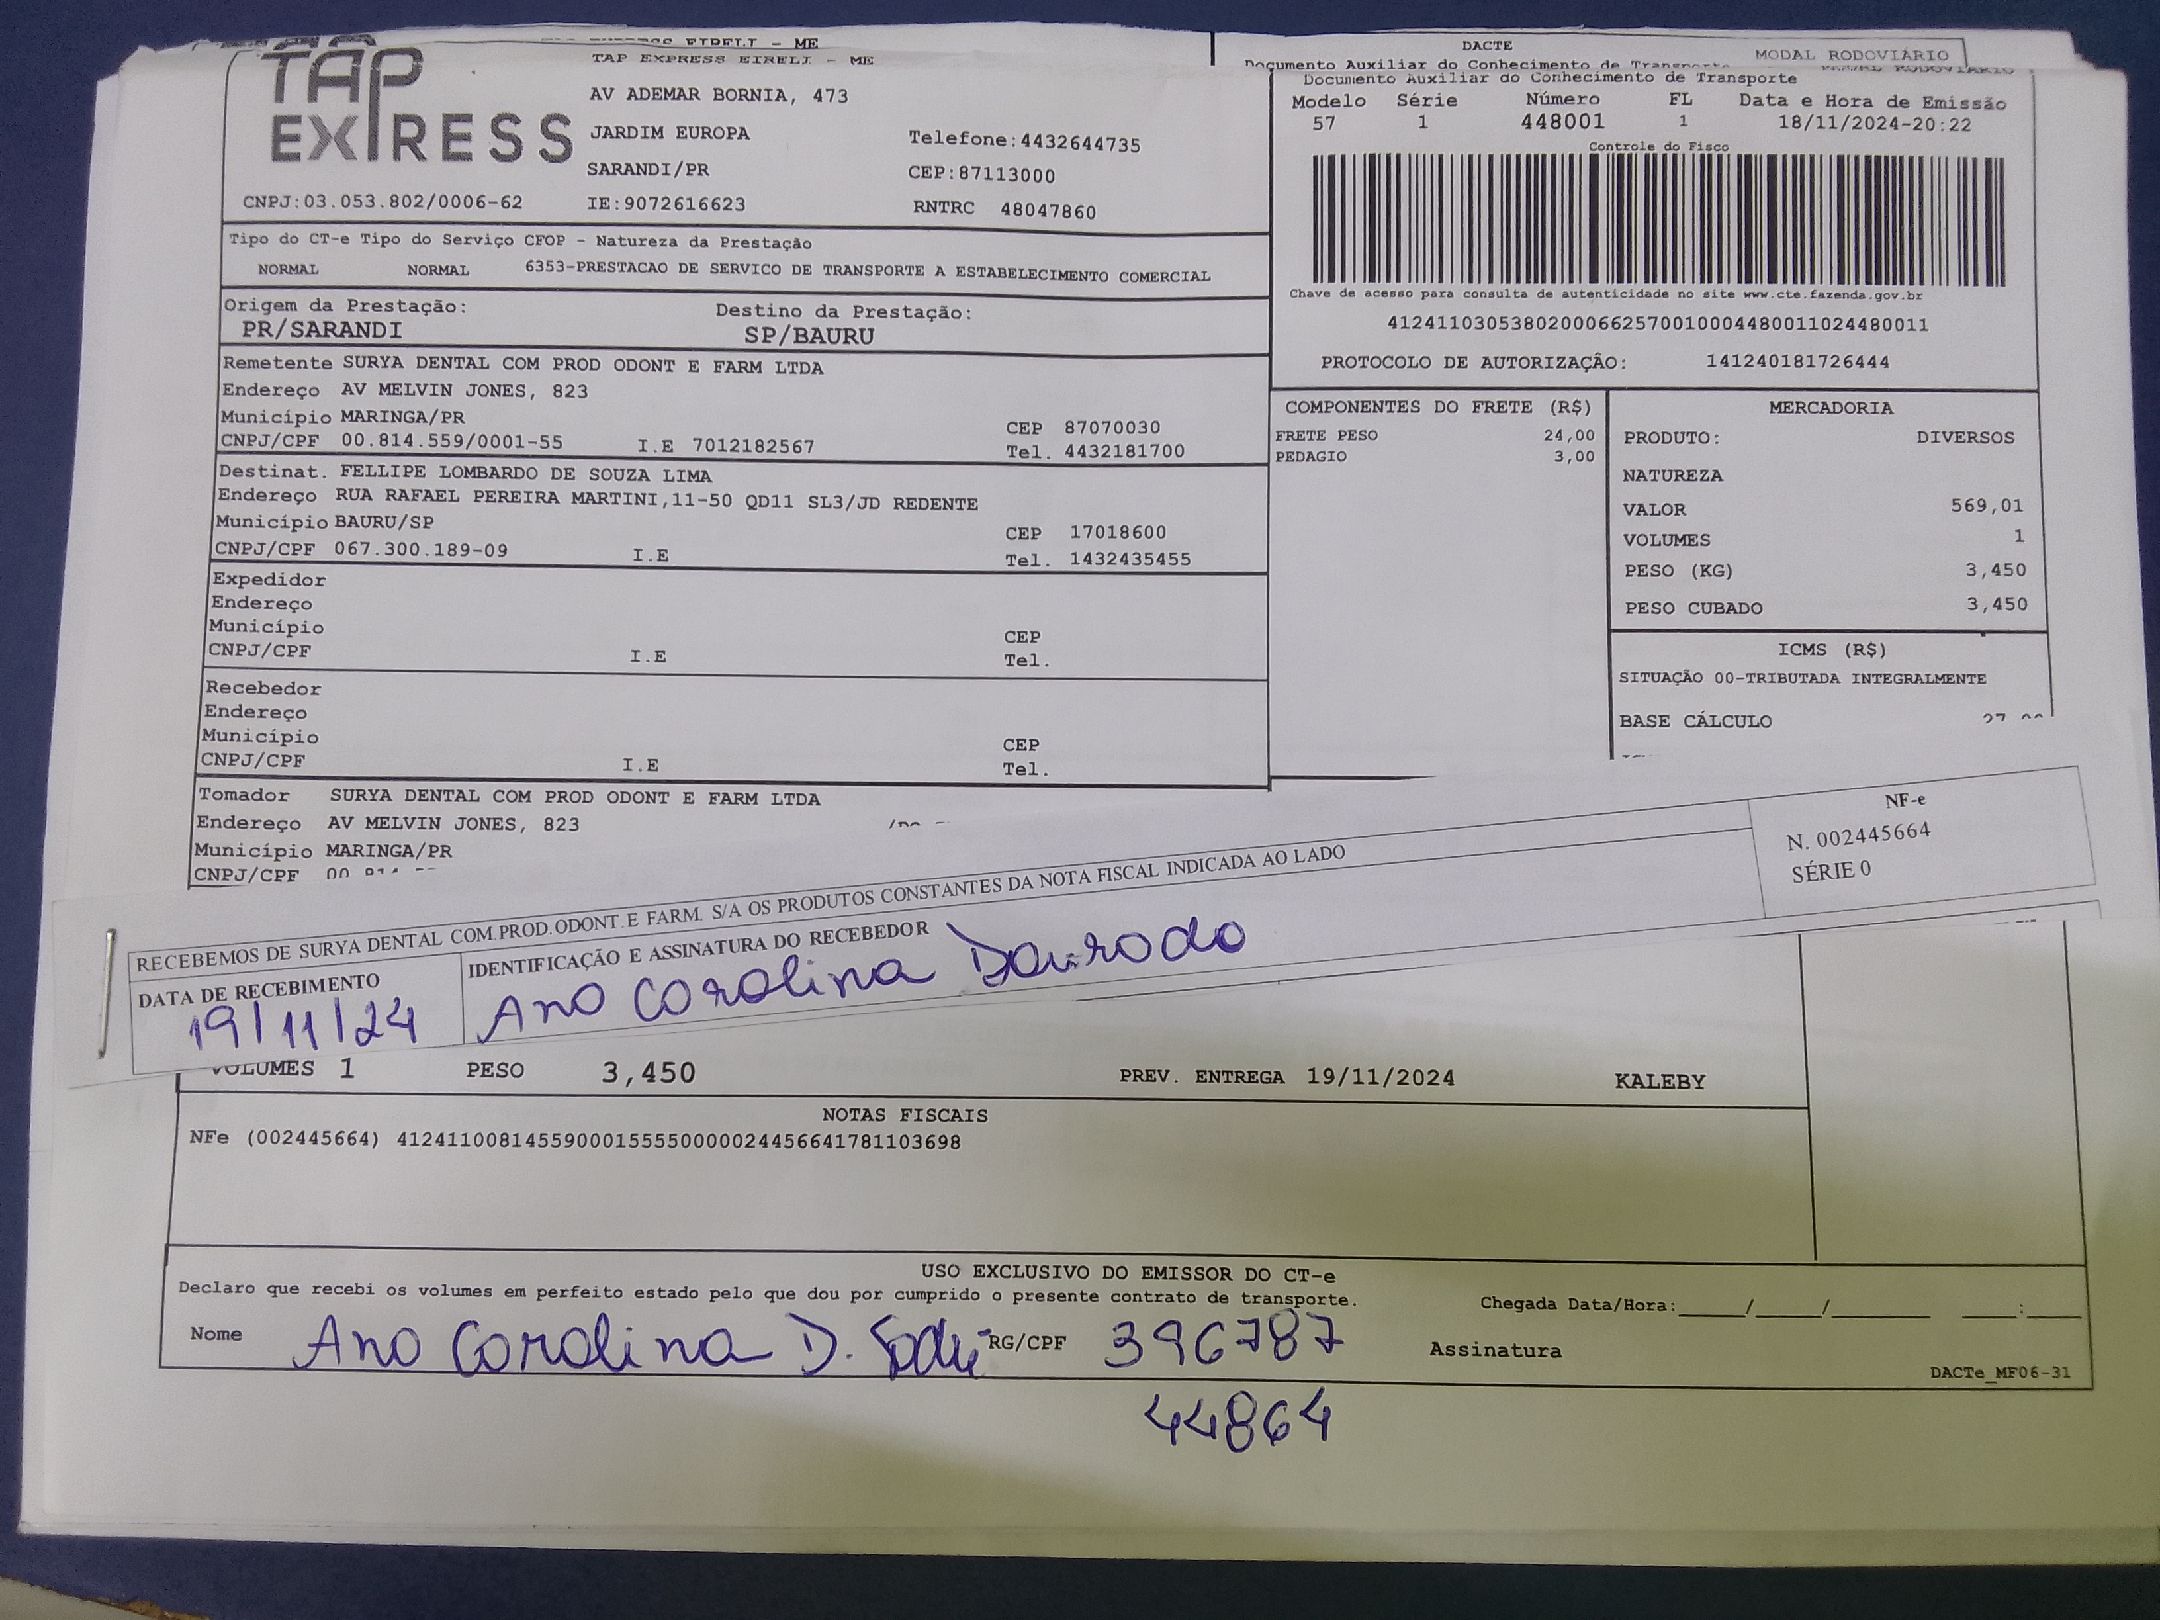 TAP EXPRESS
TAP EXPRESS EIRELI - ME
AV ADEMAR BORNIA, 473
JARDIM EUROPA Telefone:4432644735
SARANDI/PR CEP:87113000
CNPJ:03.053.802/0006-62 IE:9072616623 RNTRC 48047860
DACTE MODAL RODOVIÁRIO
Documento Auxiliar do Conhecimento de Transporte
Modelo Série Número FL Data e Hora de Emissão
57 1 448001 1 18/11/2024-20:22
Controle do Fisco
Chave de acesso para consulta de autenticidade no site www.cte.fazenda.gov.br
41241103053802000662570010004480011024480011
PROTOCOLO DE AUTORIZAÇÃO: 141240181726444
Tipo do CT-e Tipo do Serviço CFOP - Natureza da Prestação
NORMAL NORMAL 6353-PRESTACAO DE SERVICO DE TRANSPORTE A ESTABELECIMENTO COMERCIAL
Origem da Prestação: Destino da Prestação:
PR/SARANDI SP/BAURU
Remetente SURYA DENTAL COM PROD ODONT E FARM LTDA
Endereço AV MELVIN JONES, 823
Município MARINGA/PR CEP 87070030
CNPJ/CPF 00.814.559/0001-55 I.E 7012182567 Tel. 4432181700
Destinat. FELLIPE LOMBARDO DE SOUZA LIMA
Endereço RUA RAFAEL PEREIRA MARTINI,11-50 QD11 SL3/JD REDENTE
Município BAURU/SP CEP 17018600
CNPJ/CPF 067.300.189-09 I.E Tel. 1432435455
Expedidor
Endereço
Município CEP
CNPJ/CPF I.E Tel.
Recebedor
Endereço
Município CEP
CNPJ/CPF I.E Tel.
Tomador SURYA DENTAL COM PROD ODONT E FARM LTDA
Endereço AV MELVIN JONES, 823
Município MARINGA/PR
CNPJ/CPF
COMPONENTES DO FRETE (R$)
FRETE PESO 24,00
PEDAGIO 3,00
MERCADORIA
PRODUTO: DIVERSOS
NATUREZA
VALOR 569,01
VOLUMES 1
PESO (KG) 3,450
PESO CUBADO 3,450
ICMS (R$)
SITUAÇÃO 00-TRIBUTADA INTEGRALMENTE
BASE CÁLCULO
RECEBEMOS DE SURYA DENTAL COM.PROD.ODONT.E FARM. S/A OS PRODUTOS CONSTANTES DA NOTA FISCAL INDICADA AO LADO
NF-e
N. 002445664
SÉRIE 0
DATA DE RECEBIMENTO IDENTIFICAÇÃO E ASSINATURA DO RECEBEDOR
19/11/24 Ana Carolina Dourado
VOLUMES 1 PESO 3,450 PREV. ENTREGA 19/11/2024 KALEBY
NOTAS FISCAIS
NFe (002445664) 41241100814559000155550000024456641781103698
USO EXCLUSIVO DO EMISSOR DO CT-e
Declaro que recebi os volumes em perfeito estado pelo que dou por cumprido o presente contrato de transporte.
Chegada Data/Hora:_____/_____/_______ ____:____
Nome Ana Carolina D. RG/CPF 396787 Assinatura
44864
DACTe_MF06-31